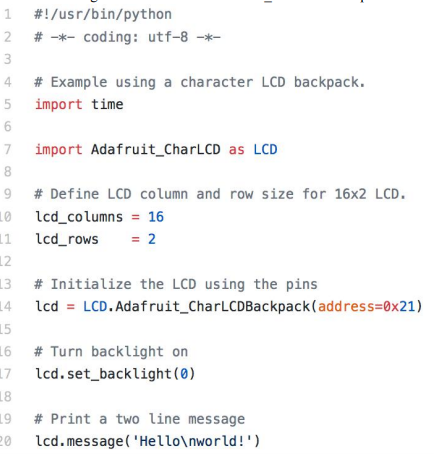 1 #!/usr/bin/python
2 # -*- coding: utf-8 -*-
3
4 # Example using a character LCD backpack.
5 import time
6
7 import Adafruit_CharLCD as LCD
8
9 # Define LCD column and row size for 16x2 LCD.
10 lcd_columns = 16
11 lcd_rows    = 2
12
13 # Initialize the LCD using the pins
14 lcd = LCD.Adafruit_CharLCDBackpack(address=0x21)
15
16 # Turn backlight on
17 lcd.set_backlight(0)
18
19 # Print a two line message
20 lcd.message('Hello\nworld!')